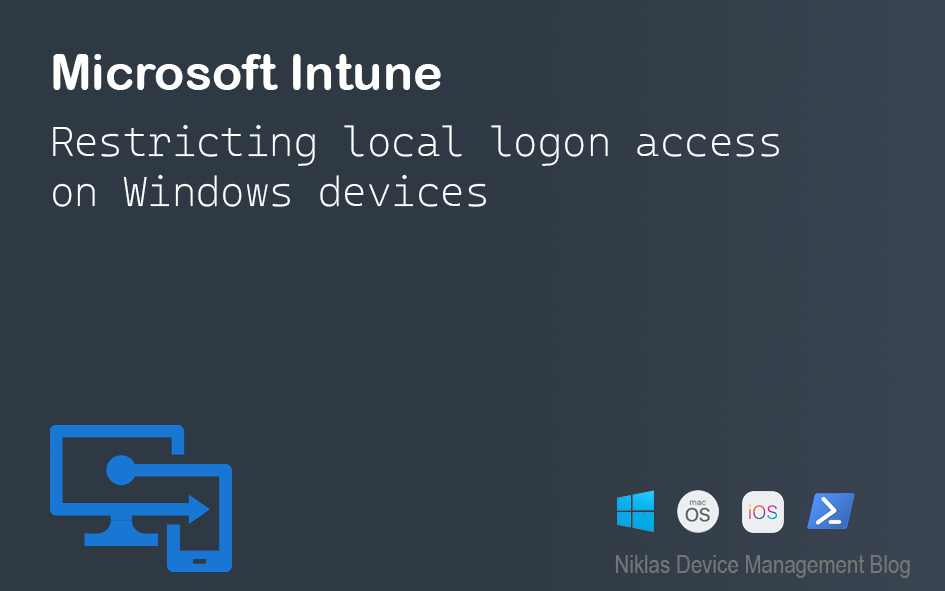 Microsoft Intune
Restricting local logon access
on Windows devices
mac
OS
iOS
Niklas Device Management Blog